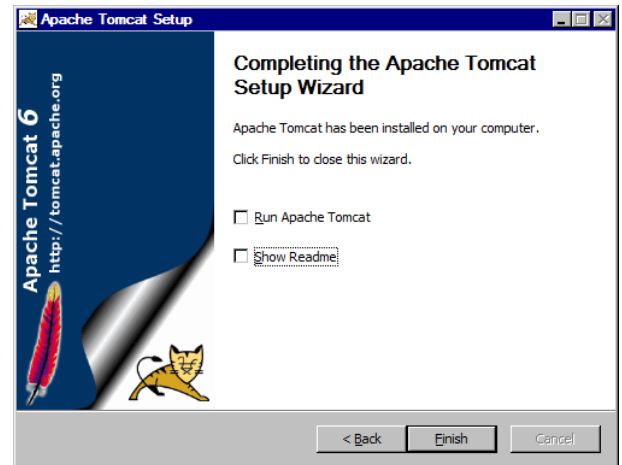 Apache Tomcat Setup
Apache Tomcat 6
http://tomcat.apache.org
Completing the Apache Tomcat
Setup Wizard
Apache Tomcat has been installed on your computer.
Click Finish to close this wizard.
Run Apache Tomcat
Show Readme
< Back
Finish
Cancel